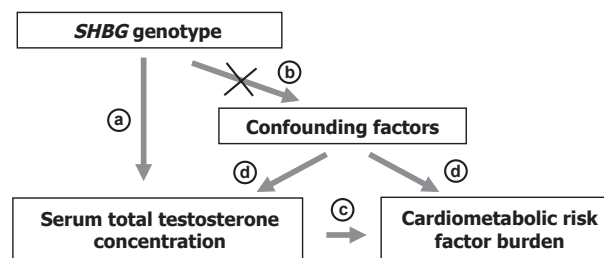 SHBG genotype
b
a
Confounding factors
d
d
Serum total testosterone
concentration
c
Cardiometabolic risk
factor burden